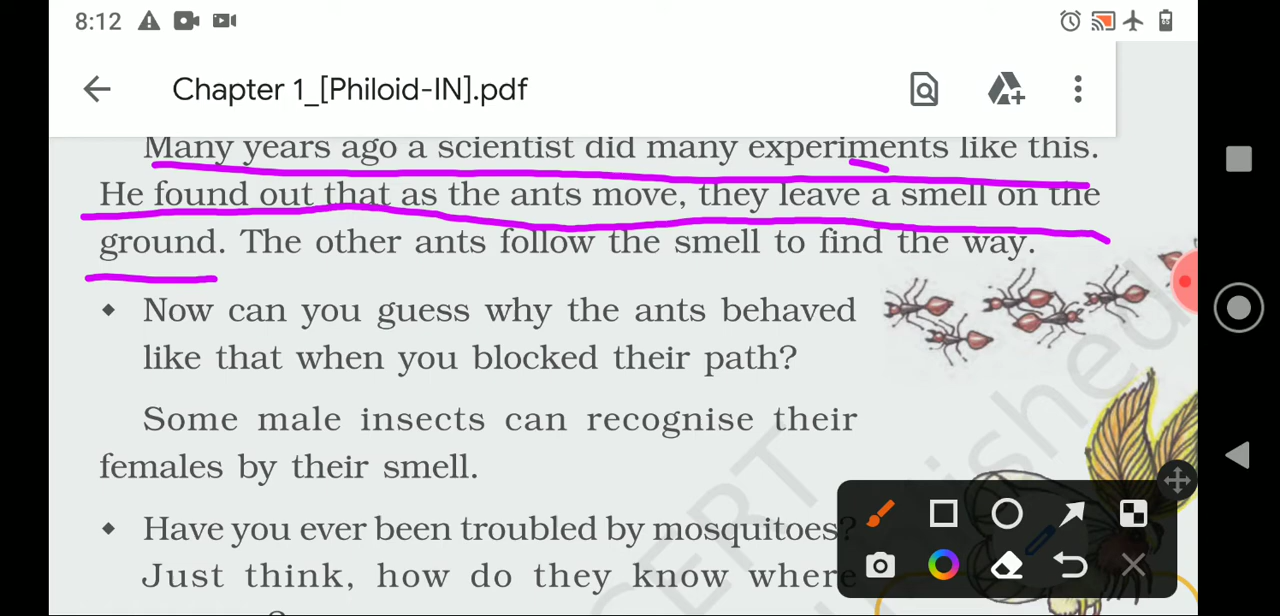 8:12
Chapter 1_[Philoid-IN].pdf
Many years ago a scientist did many experiments like this.
He found out that as the ants move, they leave a smell on the
ground. The other ants follow the smell to find the way.
◆ Now can you guess why the ants behaved
like that when you blocked their path?
Some male insects can recognise their
females by their smell.
◆ Have you ever been troubled by mosquitoes?
Just think, how do they know where